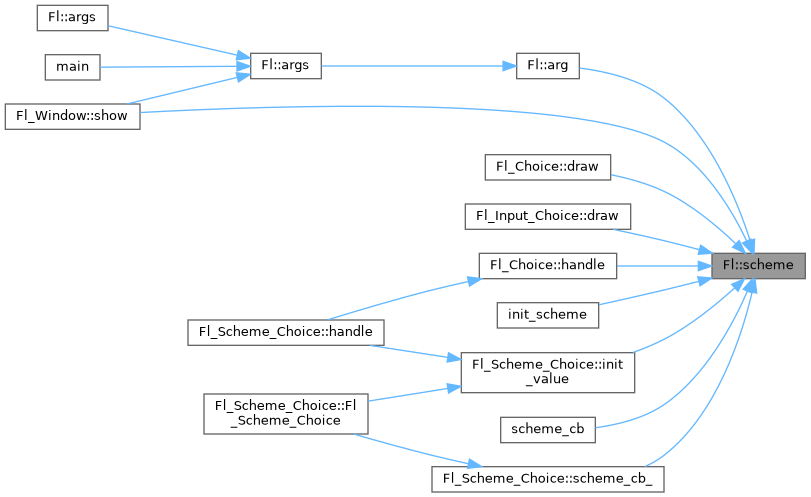 Fl::args
main
Fl::args
Fl::arg
Fl_Window::show
Fl_Choice::draw
Fl_Input_Choice::draw
Fl_Choice::handle
Fl::scheme
init_scheme
Fl_Scheme_Choice::handle
Fl_Scheme_Choice::init
_value
Fl_Scheme_Choice::Fl
_Scheme_Choice
scheme_cb
Fl_Scheme_Choice::scheme_cb_